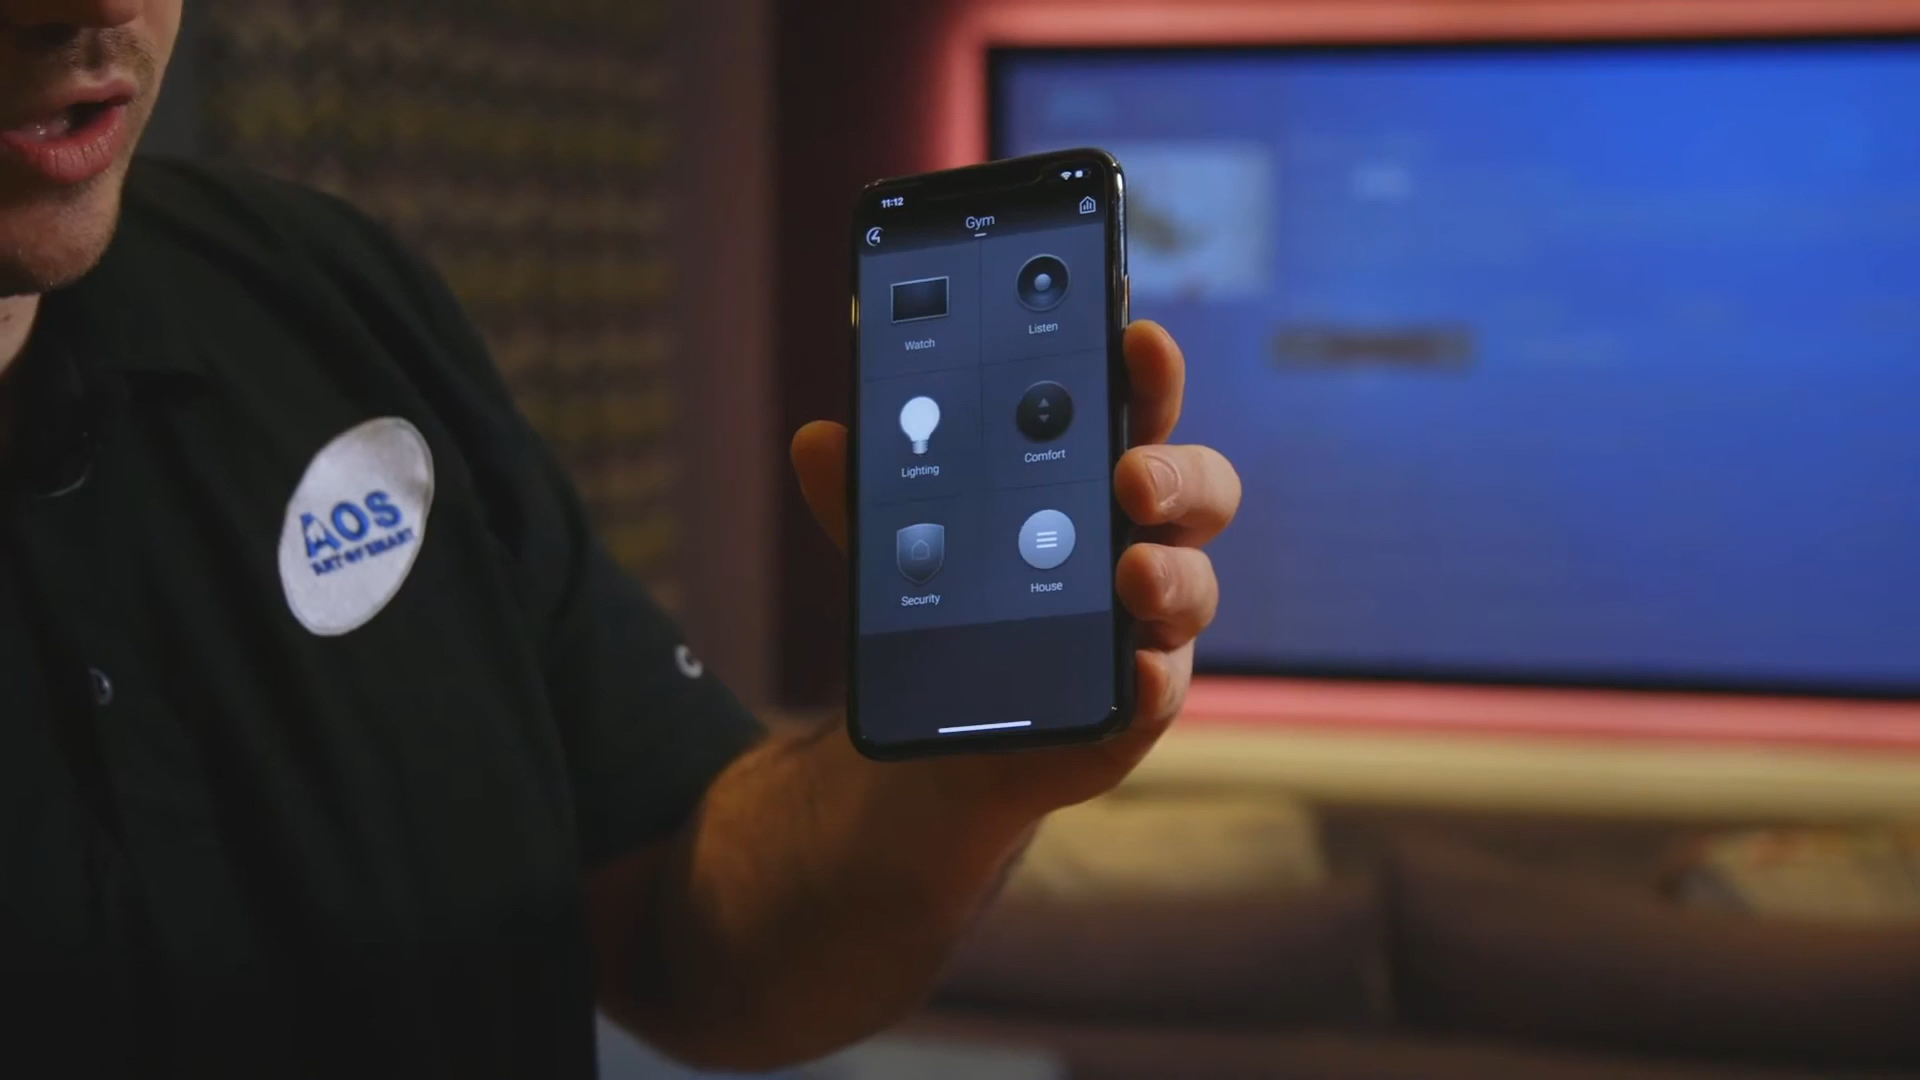 11:12
Gym
Watch
Listen
Lighting
Comfort
Security
House
AOS
ART OF SMART